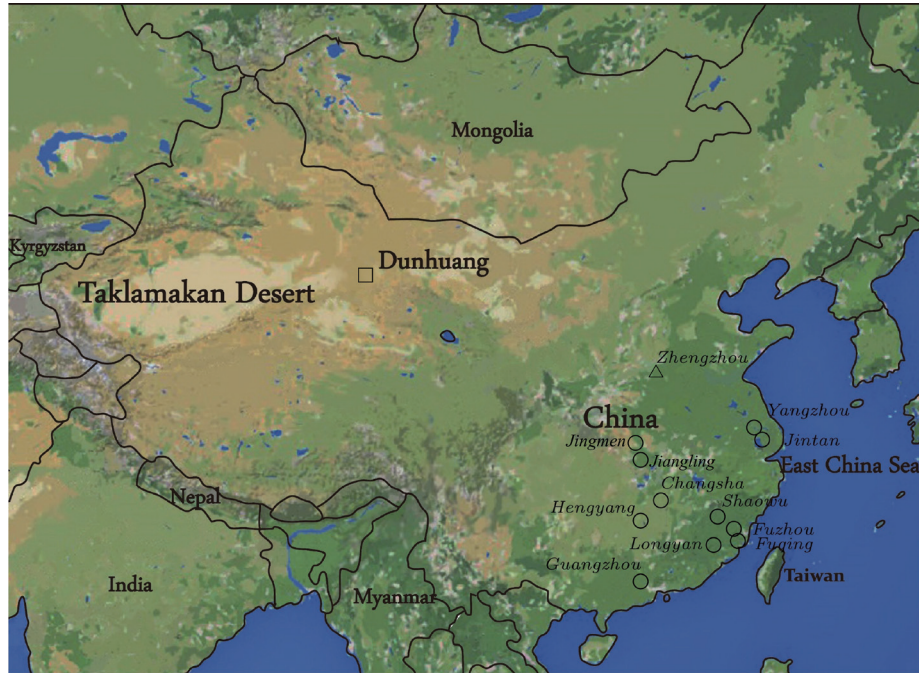 Mongolia
Kyrgyzstan
Dunhuang
Taklamakan Desert
Zhengzhou
China
Yangzhou
Jingmen
Jintan
Jiangling
East China Sea
Changsha
Nepal
Shaowu
Hengyang
Fuzhou
Longyan
Fuqing
Guangzhou
Taiwan
India
Myanmar